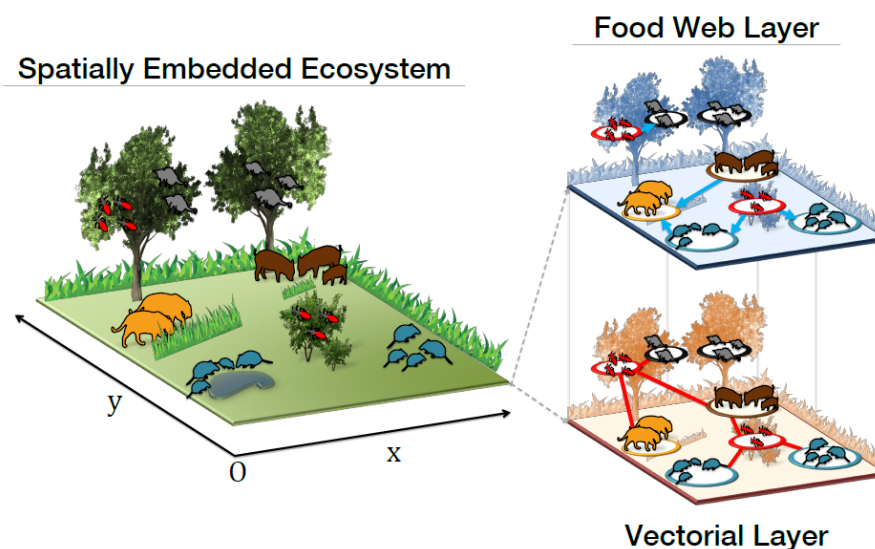 Food Web Layer
Spatially Embedded Ecosystem
y
O
x
Vectorial Layer